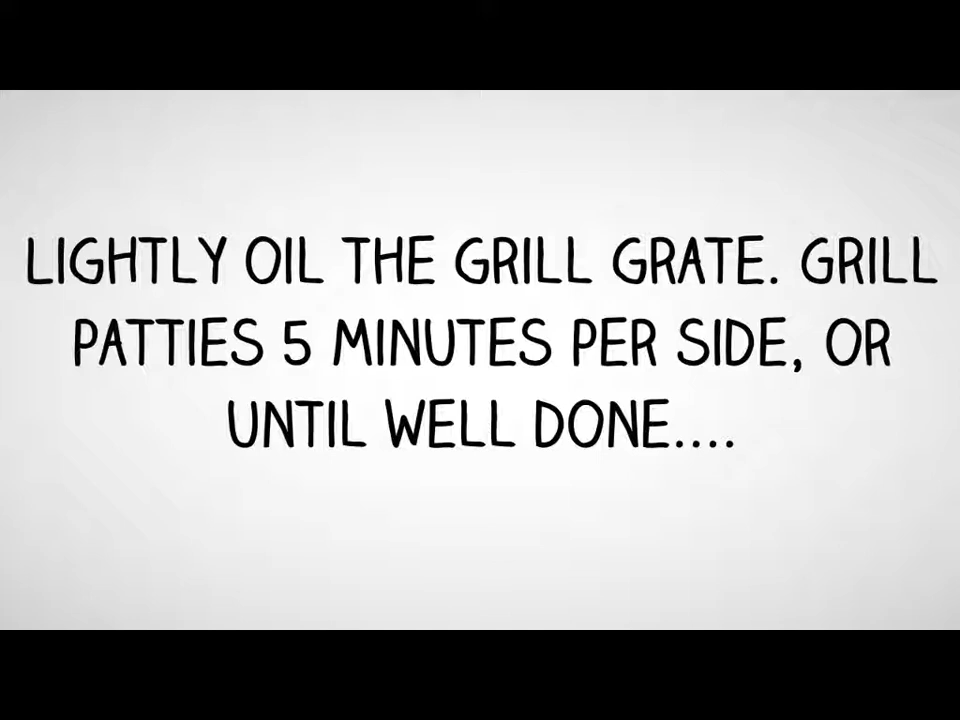 LIGHTLY OIL THE GRILL GRATE. GRILL
PATTIES 5 MINUTES PER SIDE, OR
UNTIL WELL DONE....